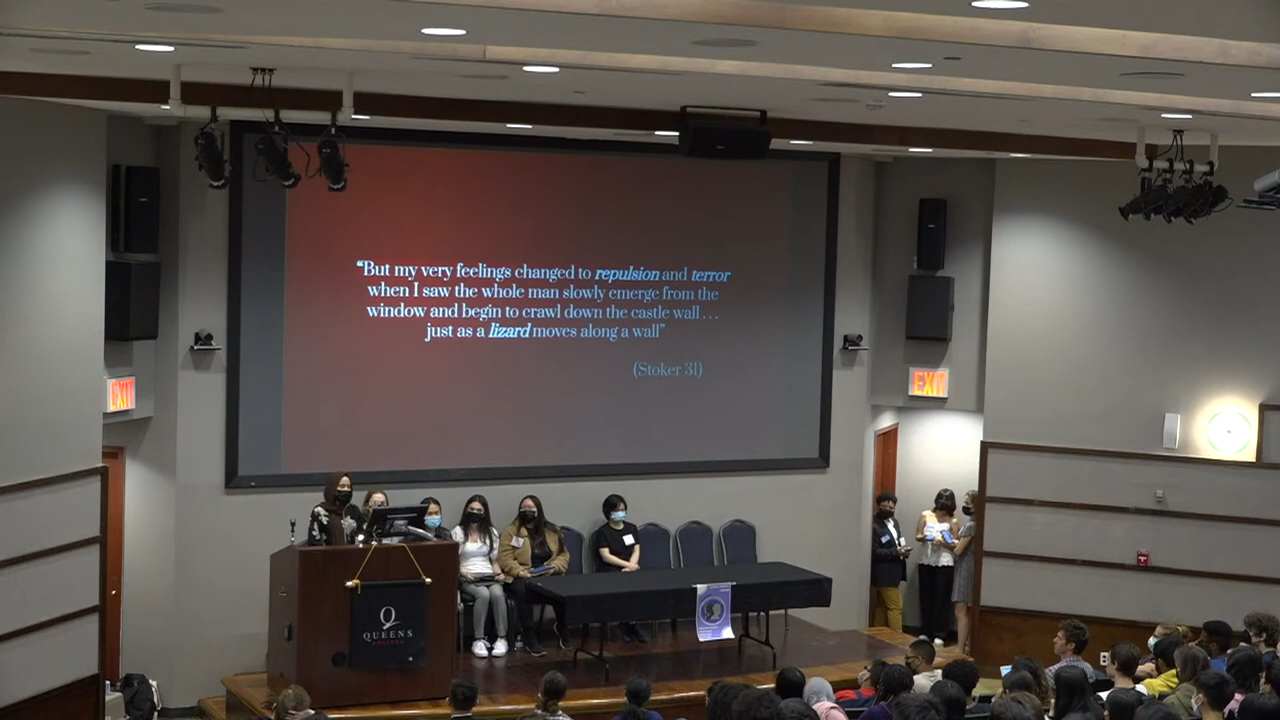 “But my very feelings changed to repulsion and terror
when I saw the whole man slowly emerge from the
window and begin to crawl down the castle wall . . .
just as a lizard moves along a wall”
(Stoker 31)
EXIT
EXIT
Q
QUEENS
COLLEGE